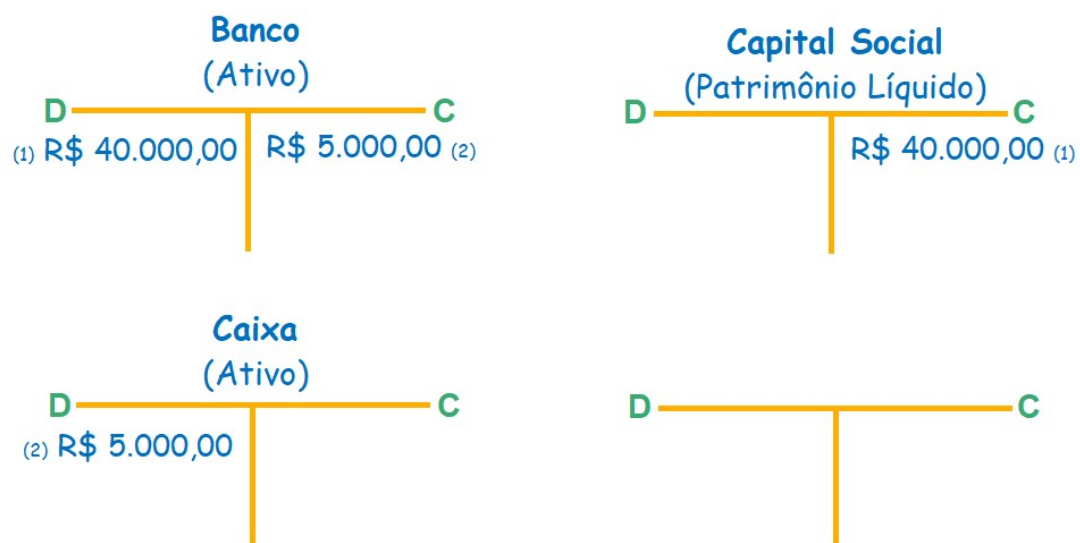 Banco
(Ativo)
D C
(1) R$ 40.000,00 R$ 5.000,00 (2)
Capital Social
(Patrimônio Líquido)
D C
R$ 40.000,00 (1)
Caixa
(Ativo)
D C
(2) R$ 5.000,00
D C